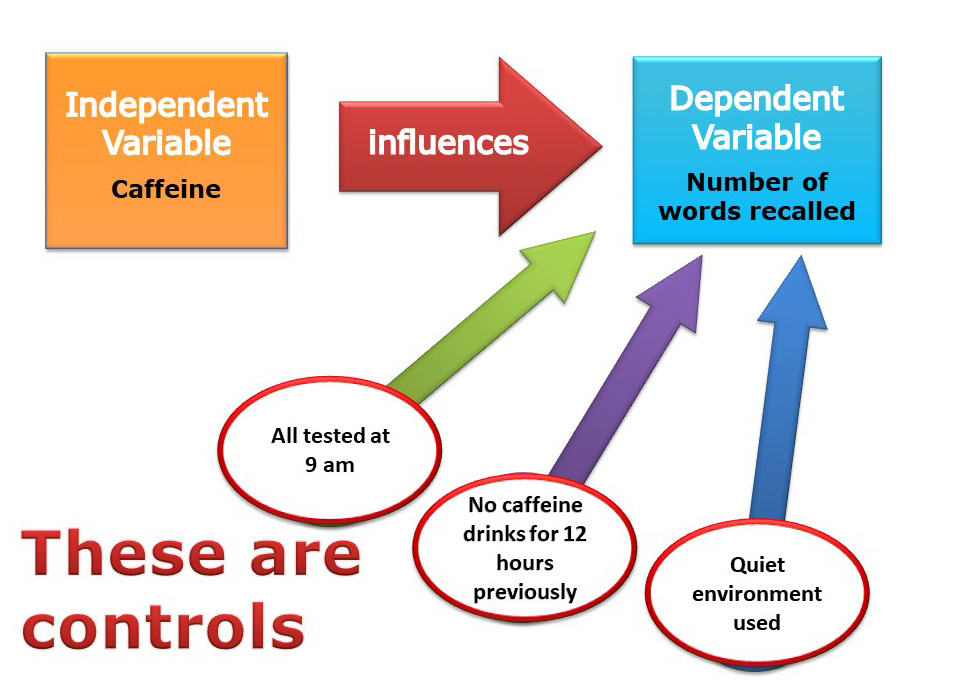 Independent
Variable
Caffeine
influences
Dependent
Variable
Number of
words recalled
All tested at
9 am
No caffeine
drinks for 12
hours
previously
Quiet
environment
used
These are
controls